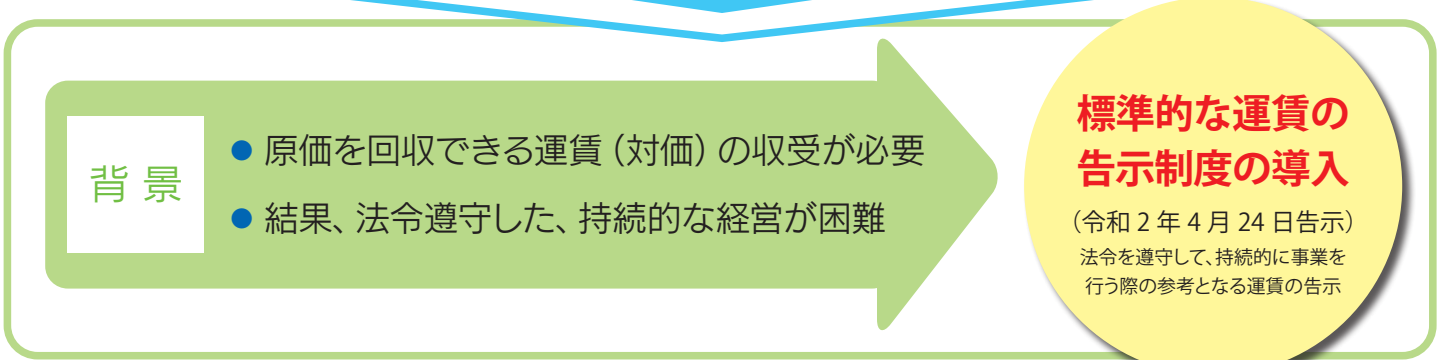 背景
● 原価を回収できる運賃（対価）の収受が必要
● 結果、法令遵守した、持続的な経営が困難
標準的な運賃の
告示制度の導入
（令和 2 年 4 月 24 日告示）
法令を遵守して、持続的に事業を
行う際の参考となる運賃の告示